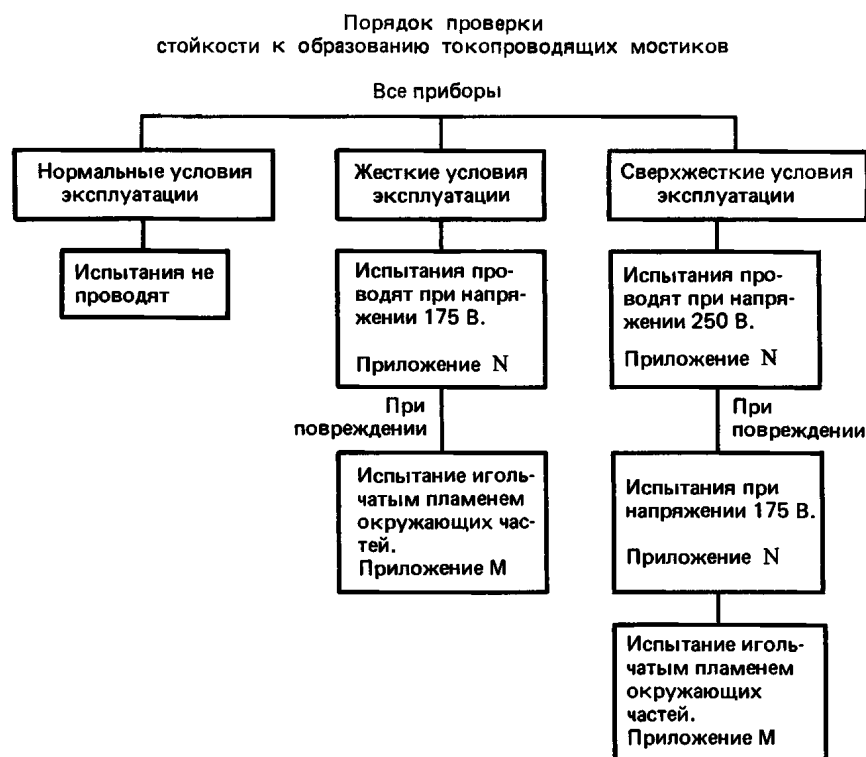 Порядок проверки
стойкости к образованию токопроводящих мостиков
Все приборы
Нормальные условия
эксплуатации
Испытания не
проводят
Жесткие условия
эксплуатации
Испытания про-
водят при напря-
жении 175 В.
Приложение N
При
повреждении
Испытание иголь-
чатым пламенем
окружающих час-
тей.
Приложение М
Сверхжесткие условия
эксплуатации
Испытания про-
водят при напря-
жении 250 В.
Приложение N
При
повреждении
Испытания при
напряжении 175 В.
Приложение N
Испытание иголь-
чатым пламенем
окружающих
частей.
Приложение М